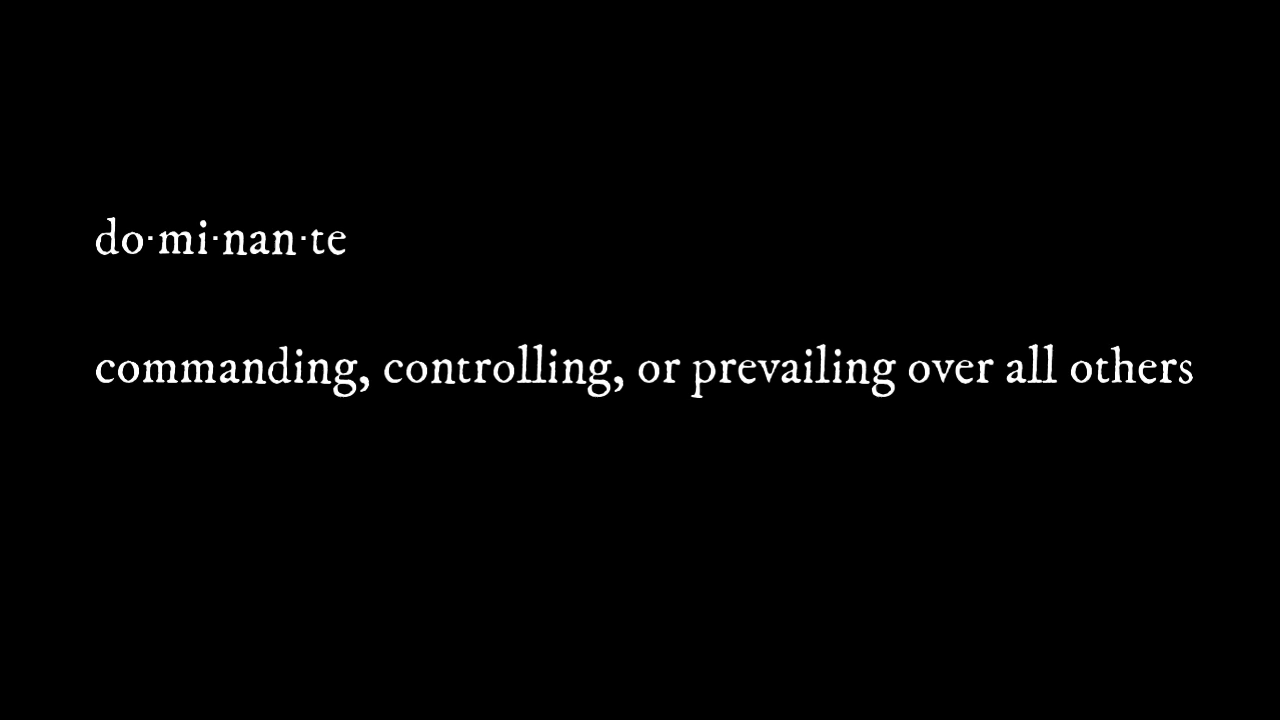 do·mi·nan·te
commanding, controlling, or prevailing over all others